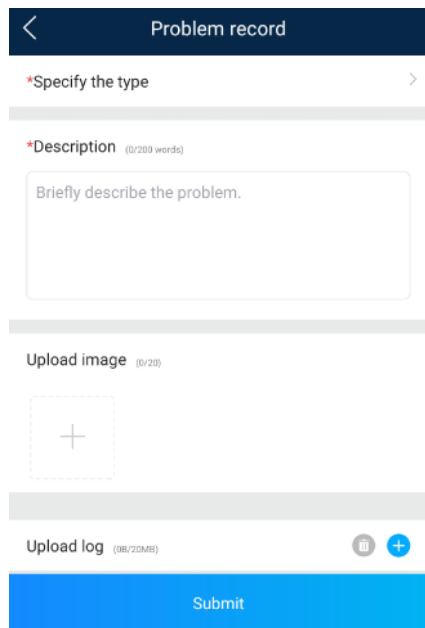 Problem record
*Specify the type
*Description (0/200 words)
Briefly describe the problem.
Upload image (0/20)
Upload log (0B/20MB)
Submit